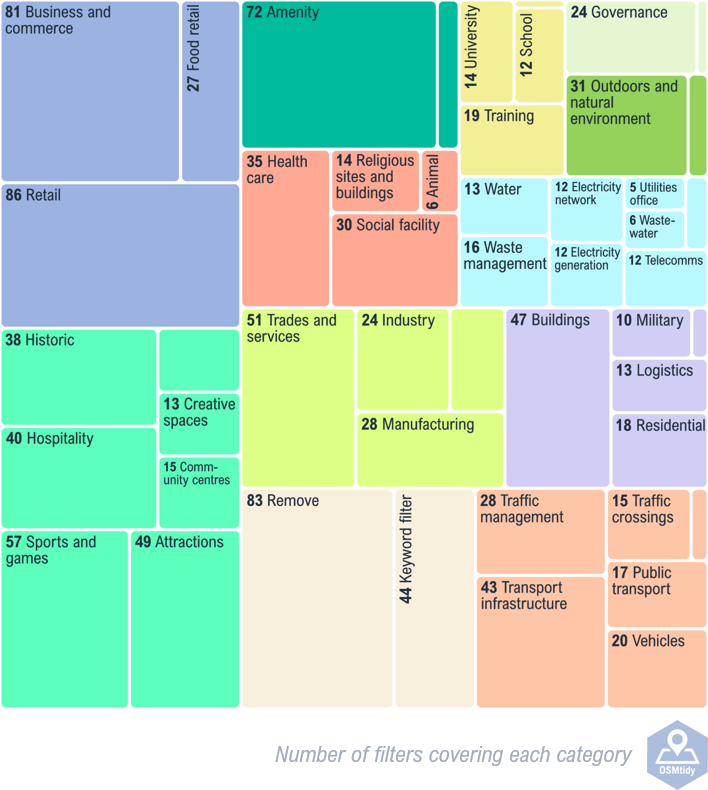 81 Business and
commerce
27 Food retail
86 Retail
72 Amenity
14 University
12 School
19 Training
24 Governance
31 Outdoors and
natural
environment
35 Health
care
14 Religious
sites and
buildings
6 Animal
30 Social facility
13 Water
16 Waste
management
12 Electricity
network
12 Electricity
generation
5 Utilities
office
6 Waste-
water
12 Telecomms
38 Historic
40 Hospitality
13 Creative
spaces
15 Comm-
unity centres
57 Sports and
games
49 Attractions
51 Trades and
services
24 Industry
28 Manufacturing
47 Buildings
10 Military
13 Logistics
18 Residential
83 Remove
44 Keyword filter
28 Traffic
management
43 Transport
infrastructure
15 Traffic
crossings
17 Public
transport
20 Vehicles
Number of filters covering each category
OSMtidy